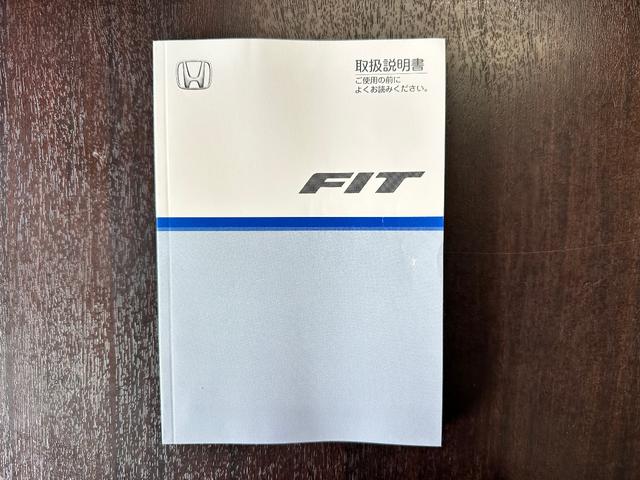 取扱説明書
ご使用の前に
よくお読みください。
FIT